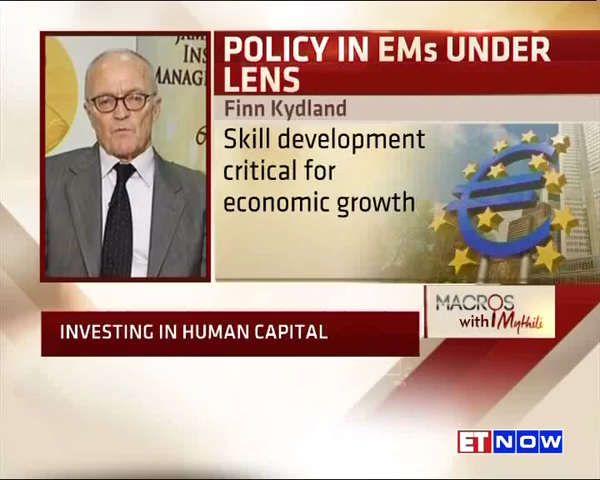 POLICY IN EMs UNDER
LENS
Finn Kydland
Skill development
critical for
economic growth
MACROS
with Mythili
INVESTING IN HUMAN CAPITAL
ET NOW